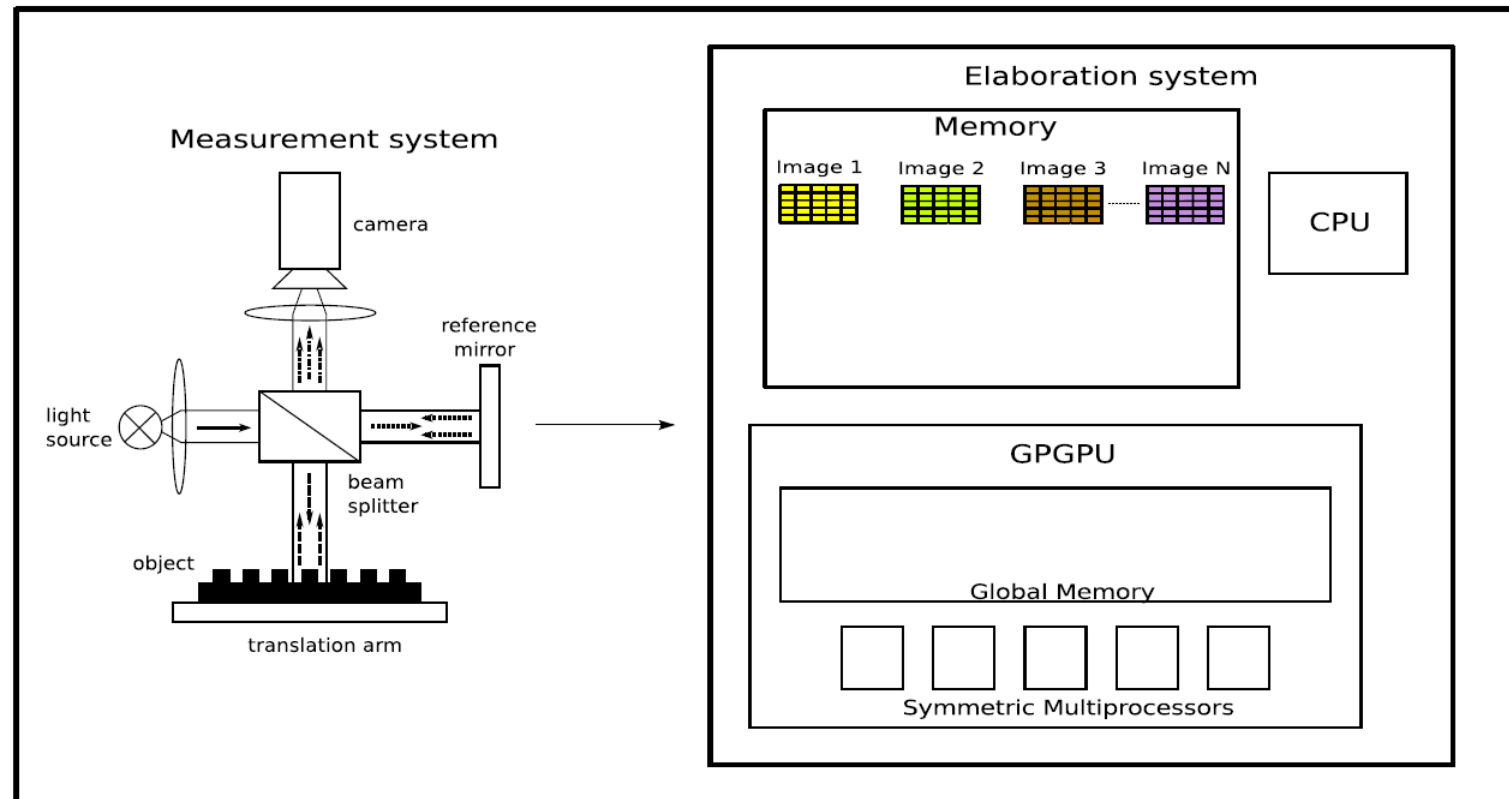 Measurement system
camera
reference
mirror
light
source
beam
splitter
object
translation arm
Elaboration system
Memory
Image 1
Image 2
Image 3
Image N
CPU
GPGPU
Global Memory
Symmetric Multiprocessors